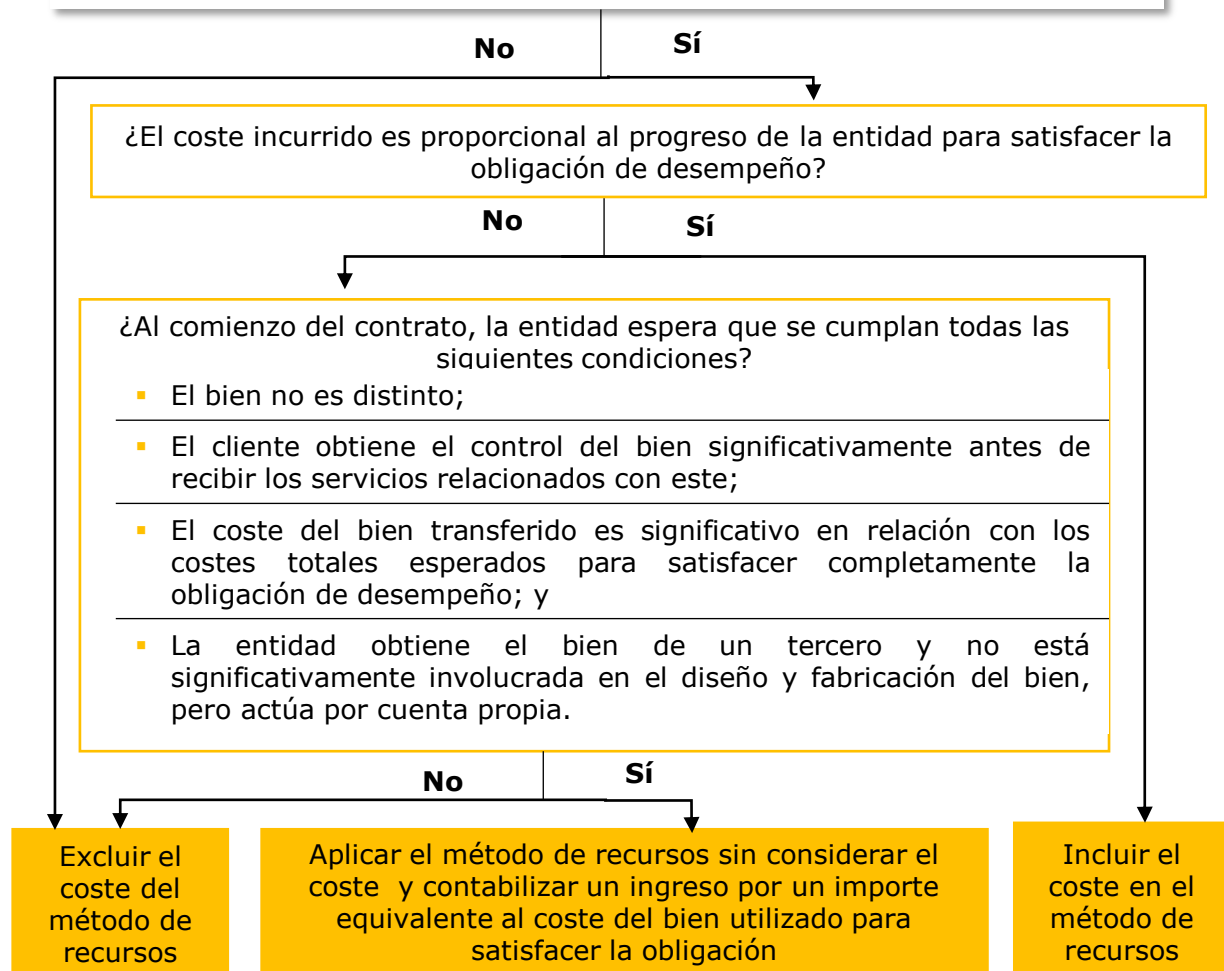 No
Sí
¿El coste incurrido es proporcional al progreso de la entidad para satisfacer la
obligación de desempeño?
No
Sí
¿Al comienzo del contrato, la entidad espera que se cumplan todas las
siguientes condiciones?
▪ El bien no es distinto;
▪ El cliente obtiene el control del bien significativamente antes de
recibir los servicios relacionados con este;
▪ El coste del bien transferido es significativo en relación con los
costes totales esperados para satisfacer completamente la
obligación de desempeño; y
▪ La entidad obtiene el bien de un tercero y no está
significativamente involucrada en el diseño y fabricación del bien,
pero actúa por cuenta propia.
No
Sí
Excluir el
coste del
método de
recursos
Aplicar el método de recursos sin considerar el
coste y contabilizar un ingreso por un importe
equivalente al coste del bien utilizado para
satisfacer la obligación
Incluir el
coste en el
método de
recursos